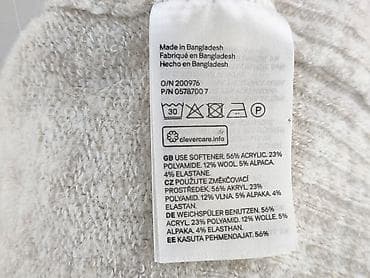 Made in Bangladesh
Fabriqué en Bangladesh
Hecho en Bangladesh
O/N 200976
P/N 0578700 7
30
P
clevercare.info
GB USE SOFTENER. 56% ACRYLIC. 23%
POLYAMIDE. 12% WOOL. 5% ALPACA.
4% ELASTANE.
CZ POUŽIJTE ZMĚKČOVACÍ
PROSTŘEDEK. 56% AKRYL. 23%
POLYAMID. 12% VLNA. 5% ALPAKA. 4%
ELASTAN.
DE WEICHSPÜLER BENUTZEN. 56%
ACRYL. 23% POLYAMID. 12% WOLLE. 5%
ALPAKA. 4% ELASTHAN.
EE KASUTA PEHMENDAJAT. 56%